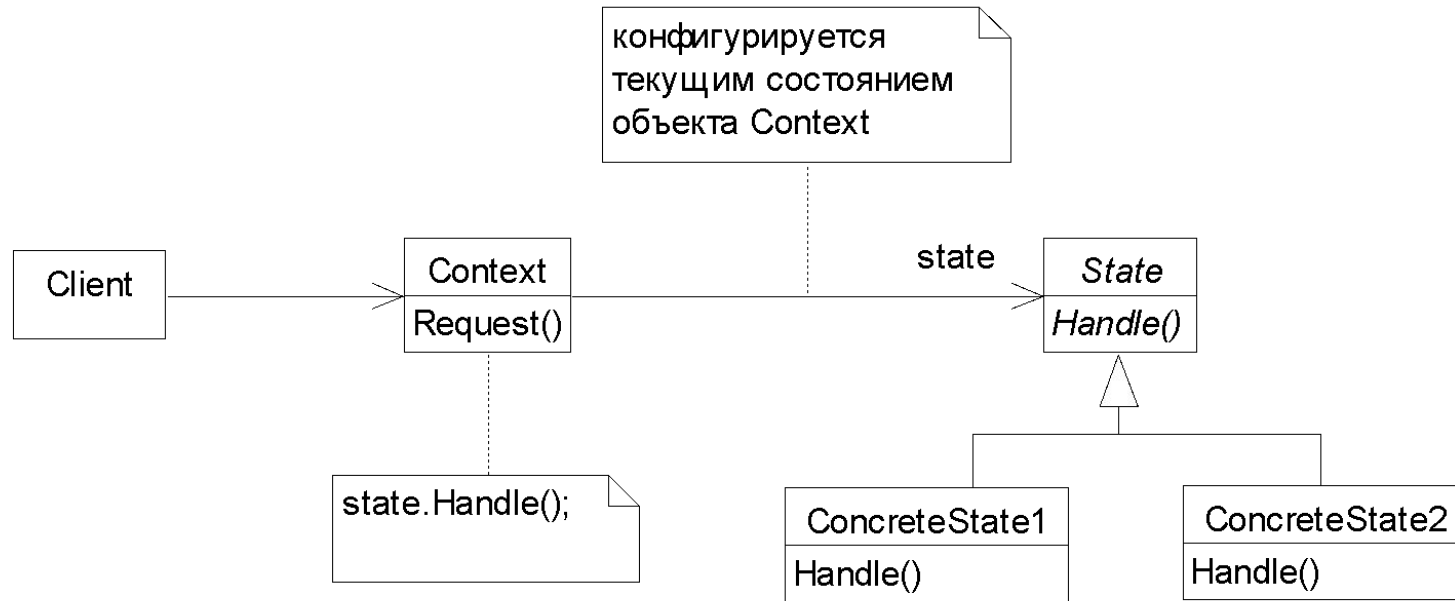 конфигурируется
текущим состоянием
объекта Context
Client
Context
Request()
state
State
Handle()
state.Handle();
ConcreteState1
Handle()
ConcreteState2
Handle()